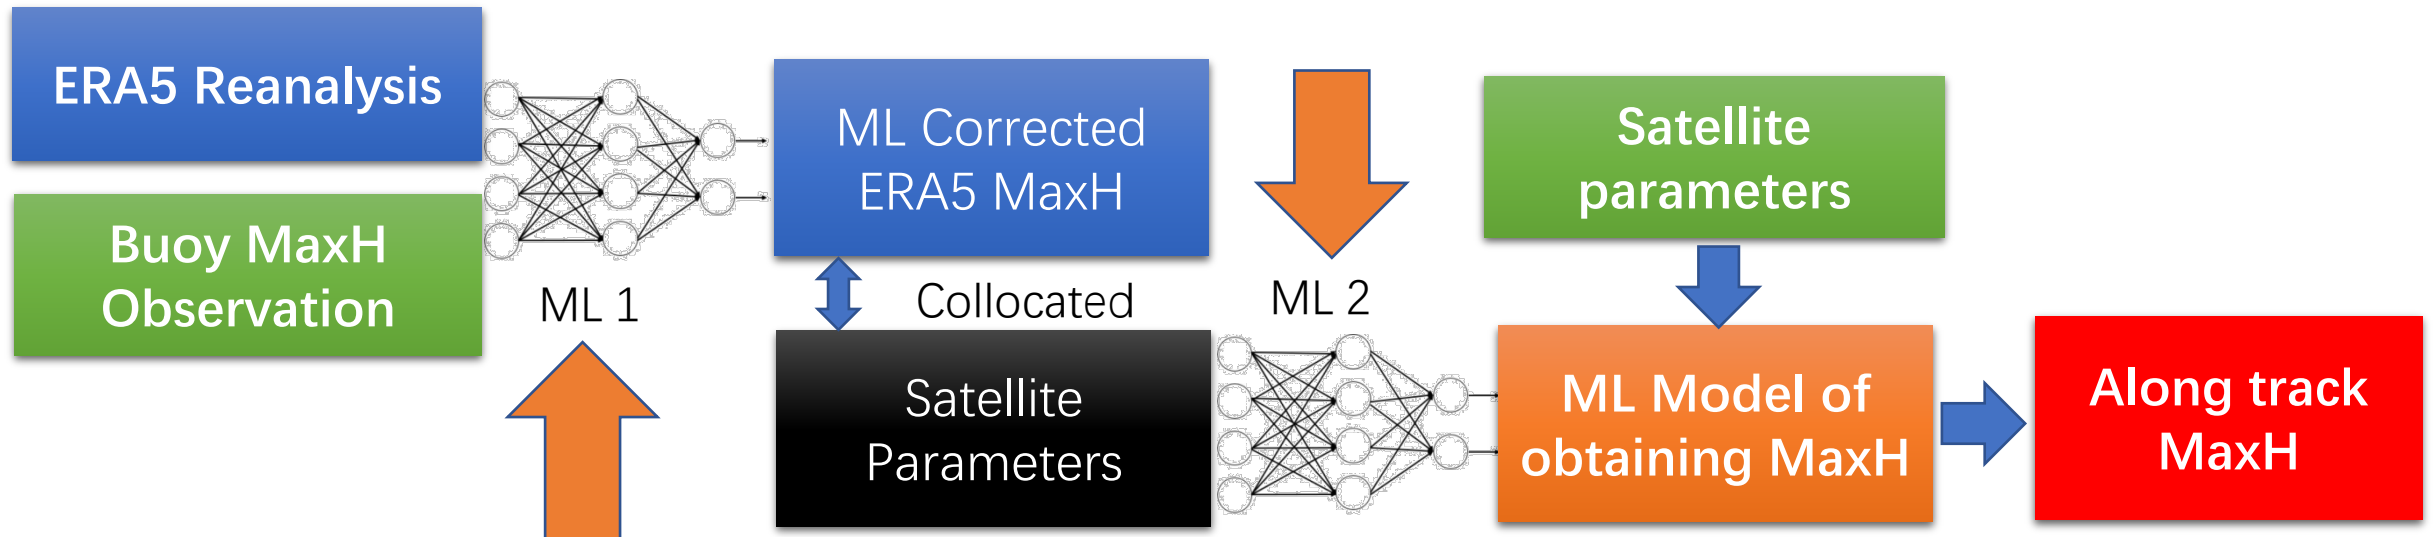 ERA5 Reanalysis
Buoy MaxH
Observation
ML 1
ML Corrected
ERA5 MaxH
Collocated
Satellite
Parameters
ML 2
Satellite
parameters
ML Model of
obtaining MaxH
Along track
MaxH